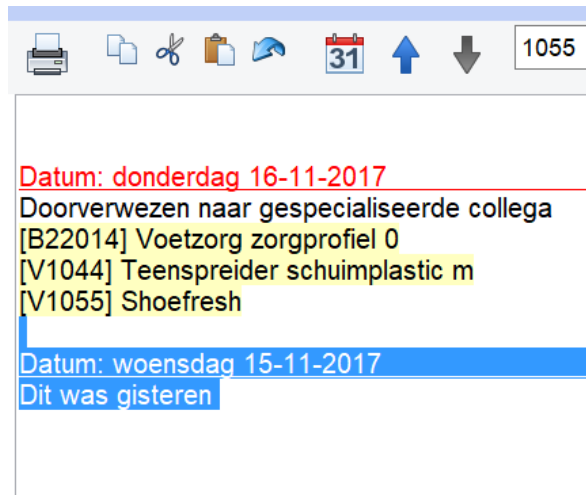 31
1055
Datum: donderdag 16-11-2017
Doorverwezen naar gespecialiseerde collega
[B22014] Voetzorg zorgprofiel 0
[V1044] Teenspreider schuimplastic m
[V1055] Shoefresh
Datum: woensdag 15-11-2017
Dit was gisteren